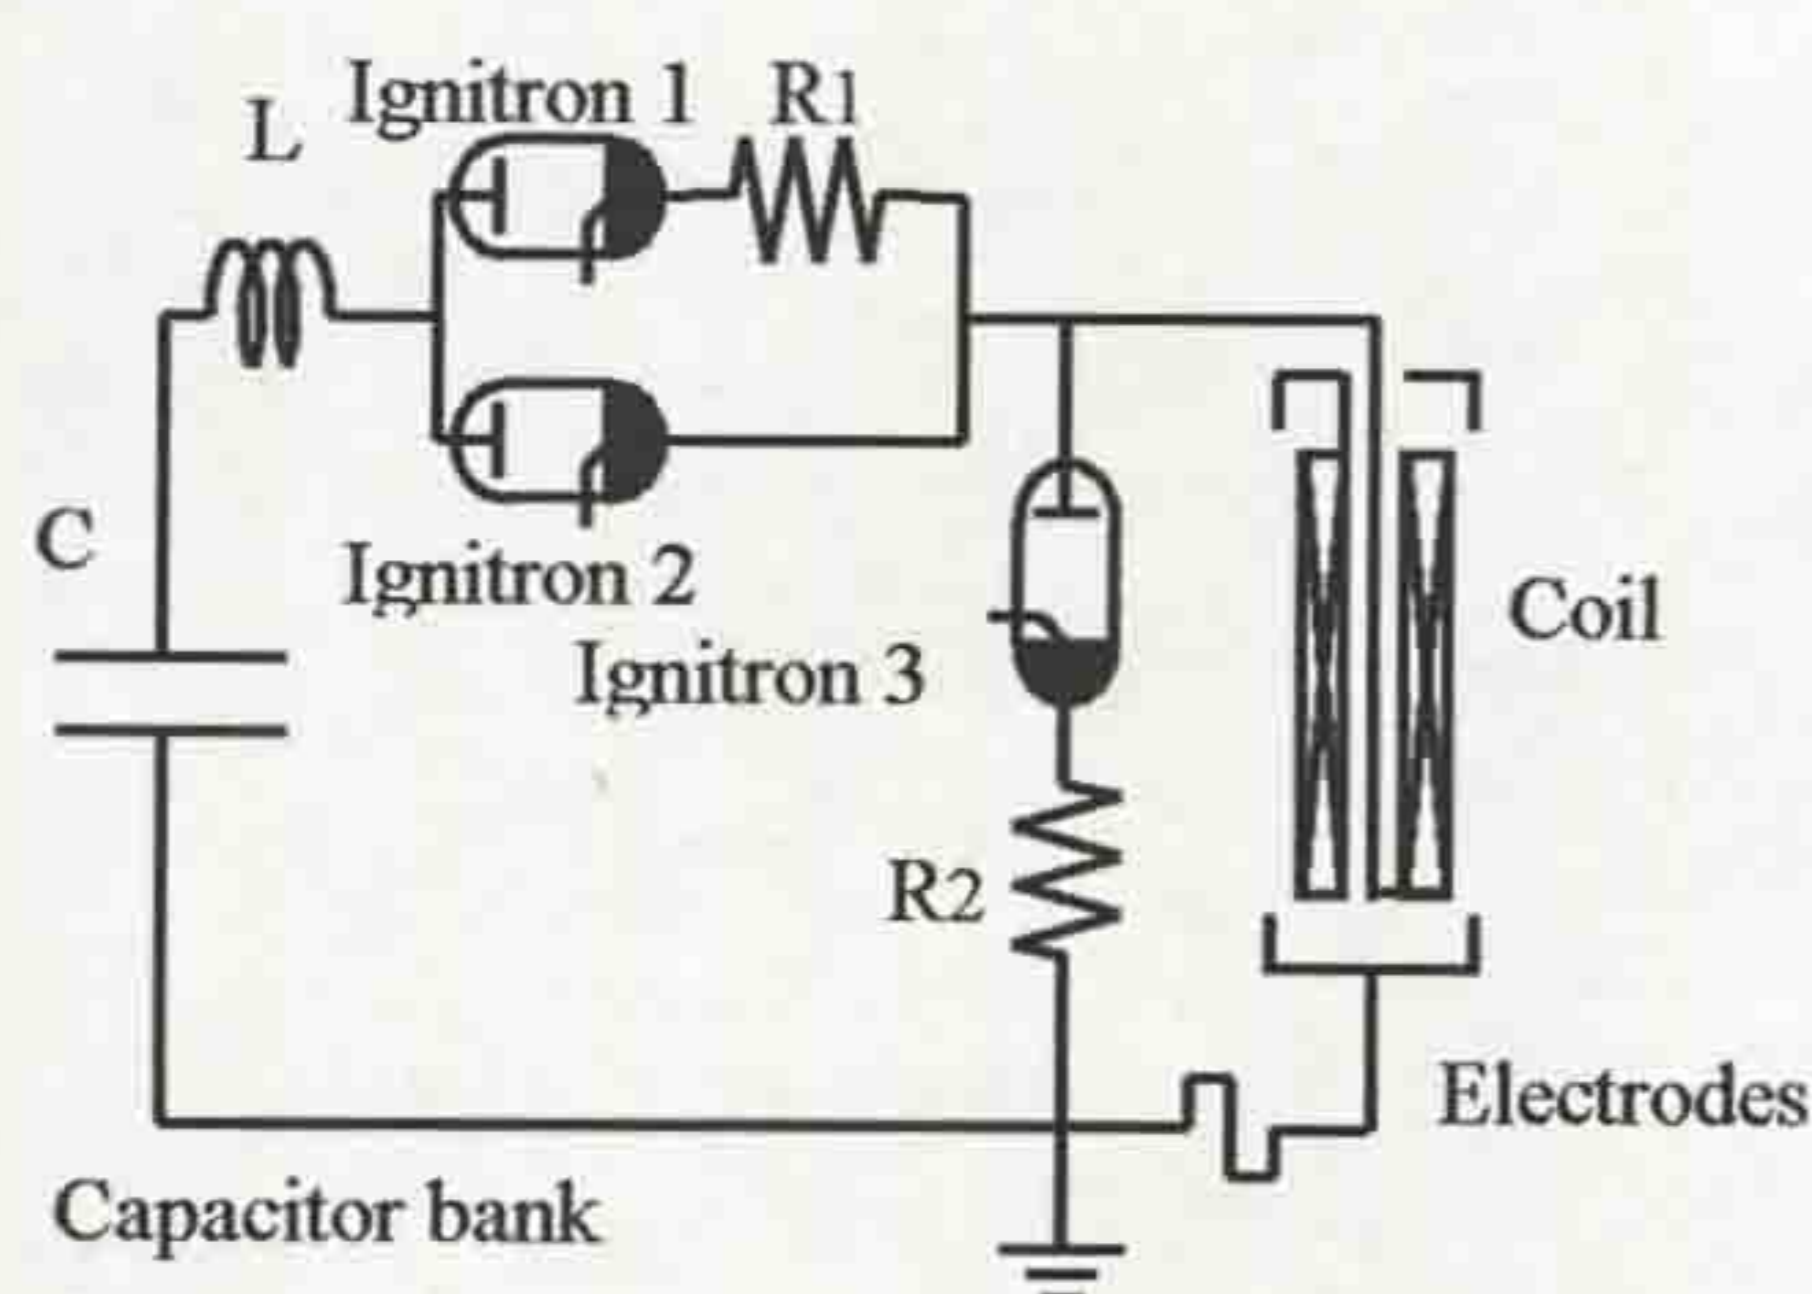 Ignitron 1
R1
L
C
Ignitron 2
Ignitron 3
Coil
R2
Electrodes
Capacitor bank